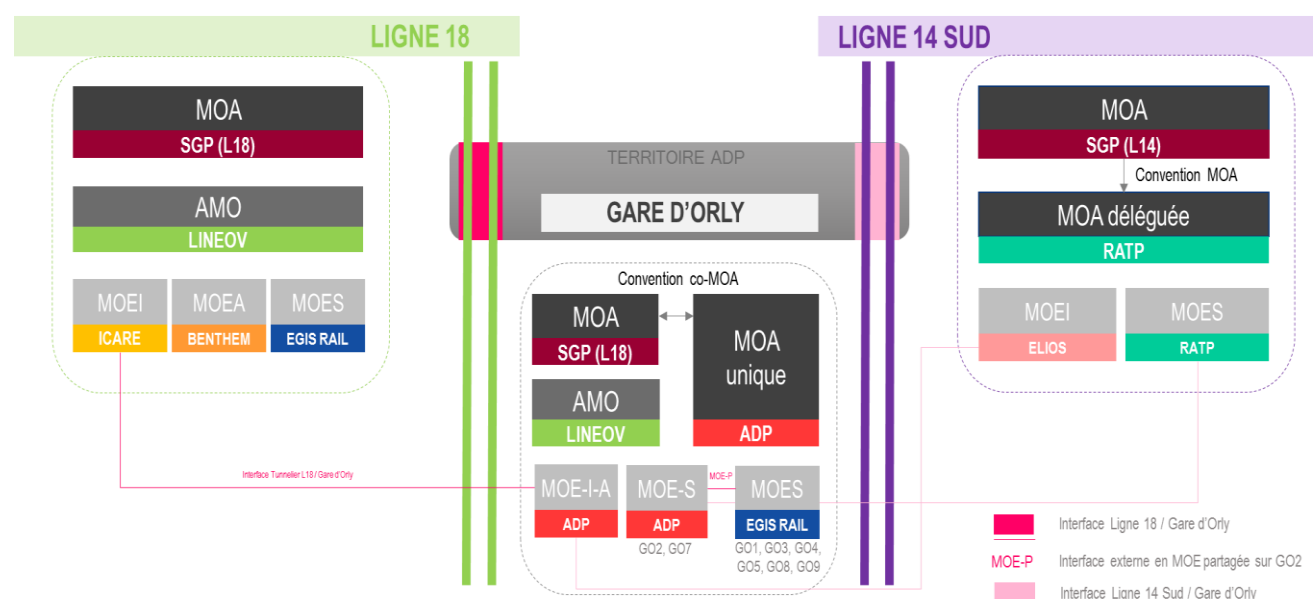 LIGNE 18
LIGNE 14 SUD
MOA
SGP (L18)
AMO
LINEOV
MOEI
ICARE
MOEA
BENTHEM
MOES
EGIS RAIL
TERRITOIRE ADP
GARE D'ORLY
Convention co-MOA
MOA
SGP (L18)
MOA
unique
ADP
AMO
LINEOV
Interface Tunnelier L18 / Gare d'Orly
MOE-I-A
ADP
MOE-S
ADP
GO2, GO7
MOE-P
MOES
EGIS RAIL
GO1, GO3, GO4,
GO5, GO8, GO9
MOA
SGP (L14)
Convention MOA
MOA déléguée
RATP
MOEI
ELIOS
MOES
RATP
Interface Ligne 18 / Gare d'Orly
MOE-P
Interface externe en MOE partagée sur GO2
Interface Ligne 14 Sud / Gare d'Orly